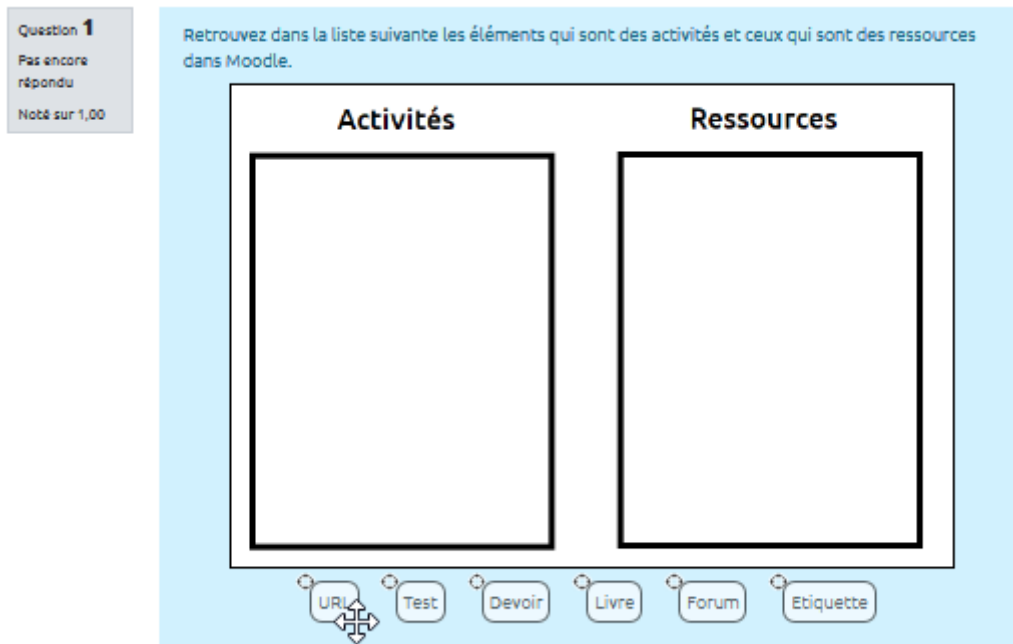 Question 1
Pas encore
répondu
Noté sur 1,00
Retrouvez dans la liste suivante les éléments qui sont des activités et ceux qui sont des ressources
dans Moodle.
Activités Ressources
URL Test Devoir Livre Forum Etiquette